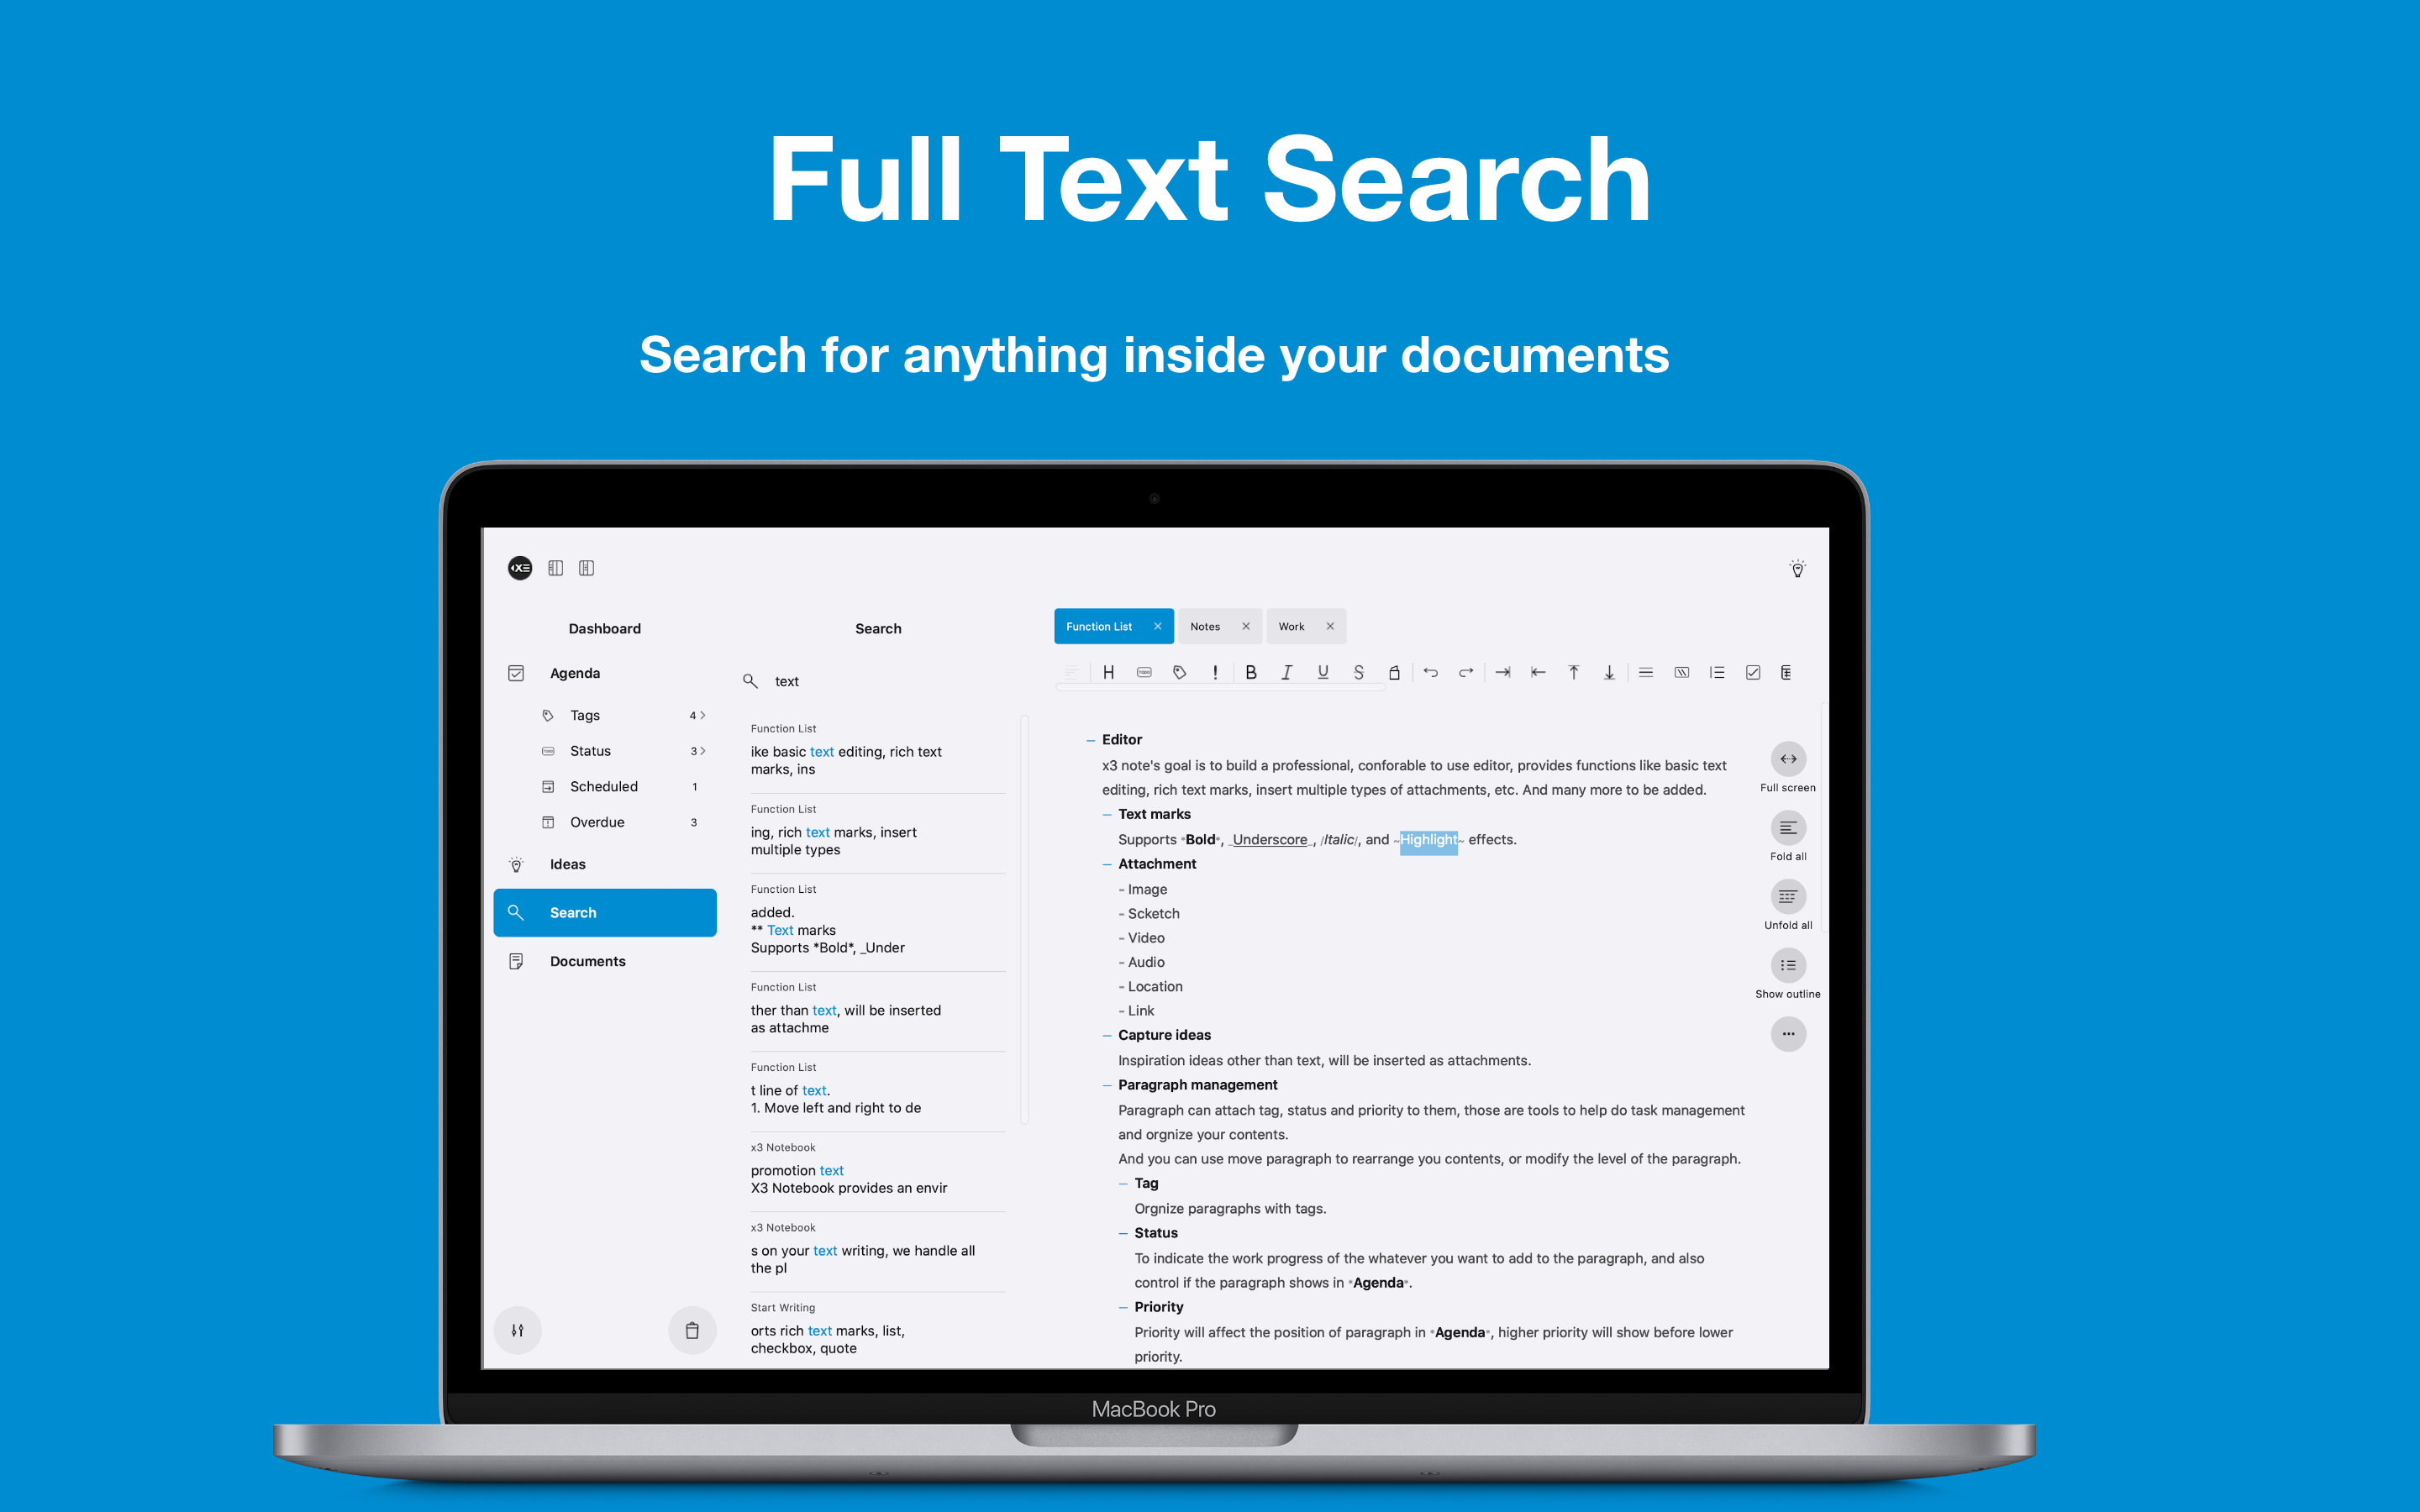 Full Text Search
Search for anything inside your documents
Dashboard
Agenda
Tags 4
Status 3
Scheduled 1
Overdue 3
Ideas
Search
Documents
Search
text
Function List
ike basic text editing, rich text
marks, ins
Function List
ing, rich text marks, insert
multiple types
Function List
added.
** Text marks
Supports *Bold*, _Under
Function List
ther than text, will be inserted
as attachme
Function List
t line of text.
1. Move left and right to de
x3 Notebook
promotion text
X3 Notebook provides an envir
x3 Notebook
s on your text writing, we handle all
the pl
Start Writing
orts rich text marks, list,
checkbox, quote
Function List × Notes × Work ×
H ! B I U S
Editor
x3 note's goal is to build a professional, conforable to use editor, provides functions like basic text
editing, rich text marks, insert multiple types of attachments, etc. And many more to be added.
Text marks
Supports *Bold*, _Underscore_, /Italic/, and ~Highlight~ effects.
Attachment
- Image
- Scketch
- Video
- Audio
- Location
- Link
Capture ideas
Inspiration ideas other than text, will be inserted as attachments.
Paragraph management
Paragraph can attach tag, status and priority to them, those are tools to help do task management
and orgnize your contents.
And you can use move paragraph to rearrange you contents, or modify the level of the paragraph.
Tag
Orgnize paragraphs with tags.
Status
To indicate the work progress of the whatever you want to add to the paragraph, and also
control if the paragraph shows in *Agenda*.
Priority
Priority will affect the position of paragraph in *Agenda*, higher priority will show before lower
priority.
Full screen
Fold all
Unfold all
Show outline
MacBook Pro